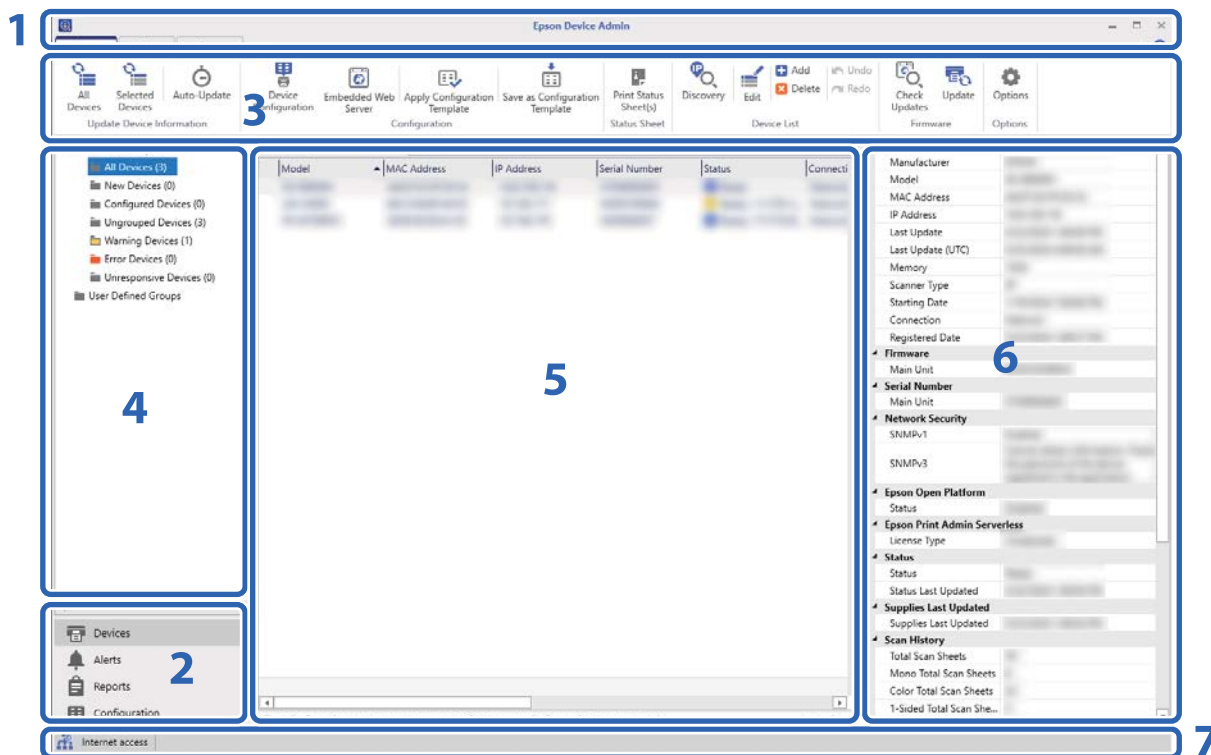 1
Epson Device Admin
All Devices
Selected Devices
Auto-Update
Update Device Information
3
Device
Embedded Web Server
Apply Configuration Template
Save as Configuration Template
Configuration
Print Status Sheet(s)
Status Sheet
Discovery
Edit
Add
Delete
Undo
Redo
Device List
Check Updates
Update
Firmware
Options
Options
All Devices (3)
New Devices (0)
Configured Devices (0)
Ungrouped Devices (3)
Warning Devices (1)
Error Devices (0)
Unresponsive Devices (0)
User Defined Groups
4
Devices
Alerts
2
Reports
Configuration
Model MAC Address IP Address Serial Number Status Connecti
5
Manufacturer
Model
MAC Address
IP Address
Last Update
Last Update (UTC)
Memory
Scanner Type
Starting Date
Connection
Registered Date
Firmware
6
Main Unit
Serial Number
Main Unit
Network Security
SNMPv1
SNMPv3
Epson Open Platform
Status
Epson Print Admin Serverless
License Type
Status
Status
Status Last Updated
Supplies Last Updated
Supplies Last Updated
Scan History
Total Scan Sheets
Mono Total Scan Sheets
Color Total Scan Sheets
1-Sided Total Scan She...
Internet access
7